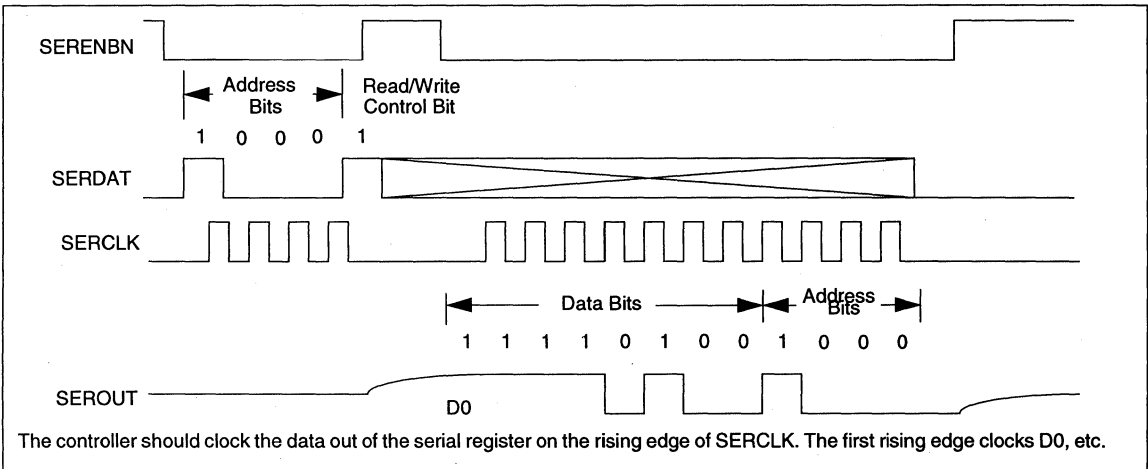 SERENBN
Address Bits
Read/Write Control Bit
1 0 0 0 1
SERDAT
SERCLK
Data Bits
Address Bits
1 1 1 1 0 1 0 0 1 0 0 0
SEROUT
D0
The controller should clock the data out of the serial register on the rising edge of SERCLK. The first rising edge clocks D0, etc.